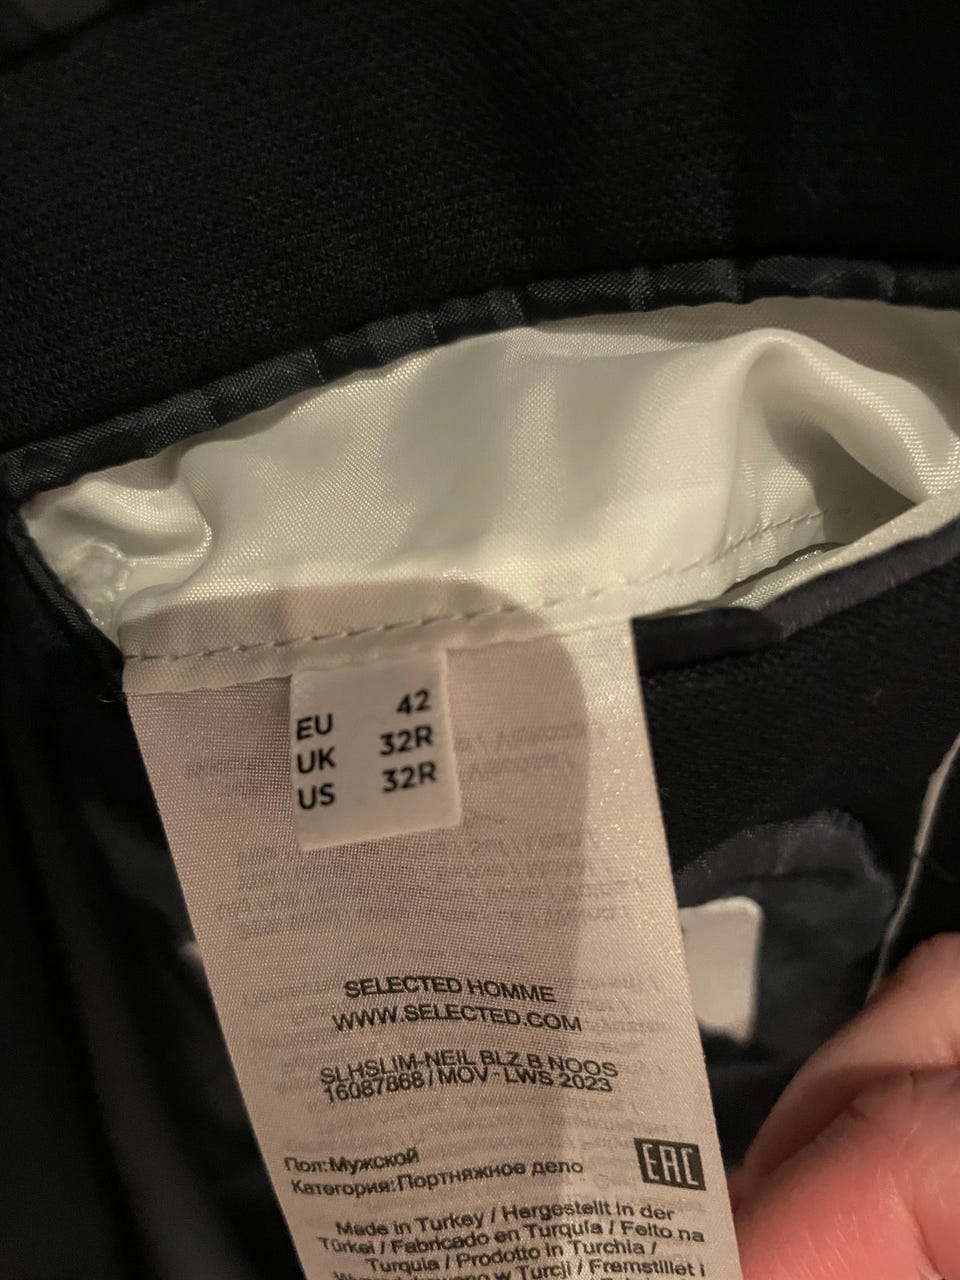 EU 42
UK 32R
US 32R
SELECTED HOMME
WWW.SELECTED.COM
SLHSLIM-NEIL BLZ B NOOS
16087868 / MOV - LWS 2023
Пол:Мужской
Категория:Портняжное дело
EAC
Made in Turkey / Hergestellt in der
Türkei / Fabricado en Turquía / Feito na
Turquia / Prodotto in Turchia /
w Turcji / Fremstillet i